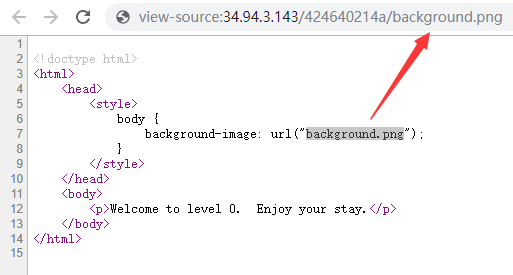 view-source:34.94.3.143/424640214a/background.png
1
2 <!doctype html>
3 <html>
4 <head>
5 <style>
6 body {
7 background-image: url("background.png");
8 }
9 </style>
10 </head>
11 <body>
12 <p>Welcome to level 0.  Enjoy your stay.</p>
13 </body>
14 </html>
15